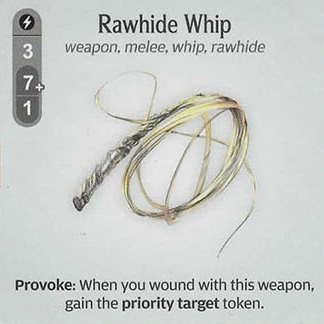 Rawhide Whip
weapon, melee, whip, rawhide
3
7+
1
Provoke: When you wound with this weapon,
gain the priority target token.